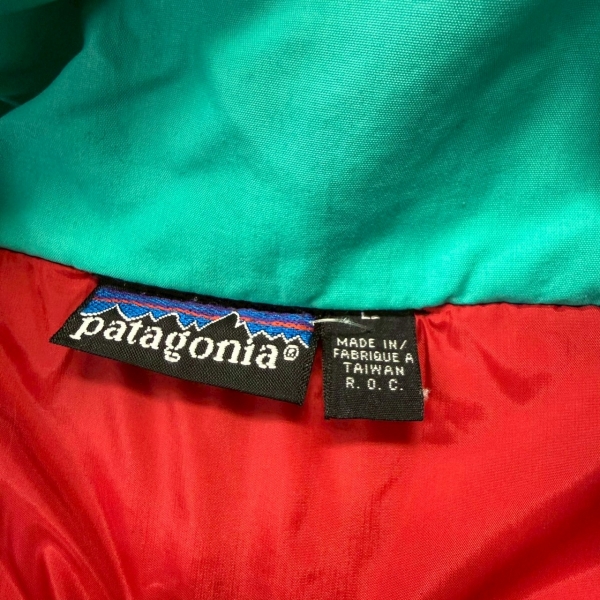 patagonia®
MADE IN/
FABRIQUE A
TAIWAN
R. O. C.